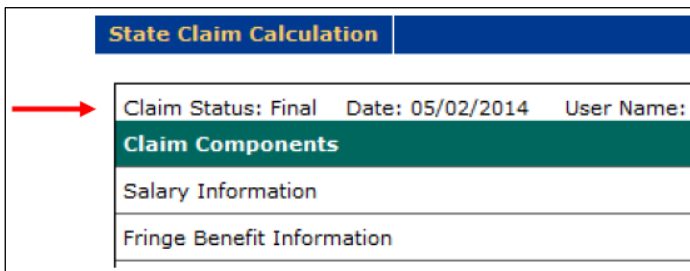 State Claim Calculation
Claim Status: Final Date: 05/02/2014 User Name:
Claim Components
Salary Information
Fringe Benefit Information